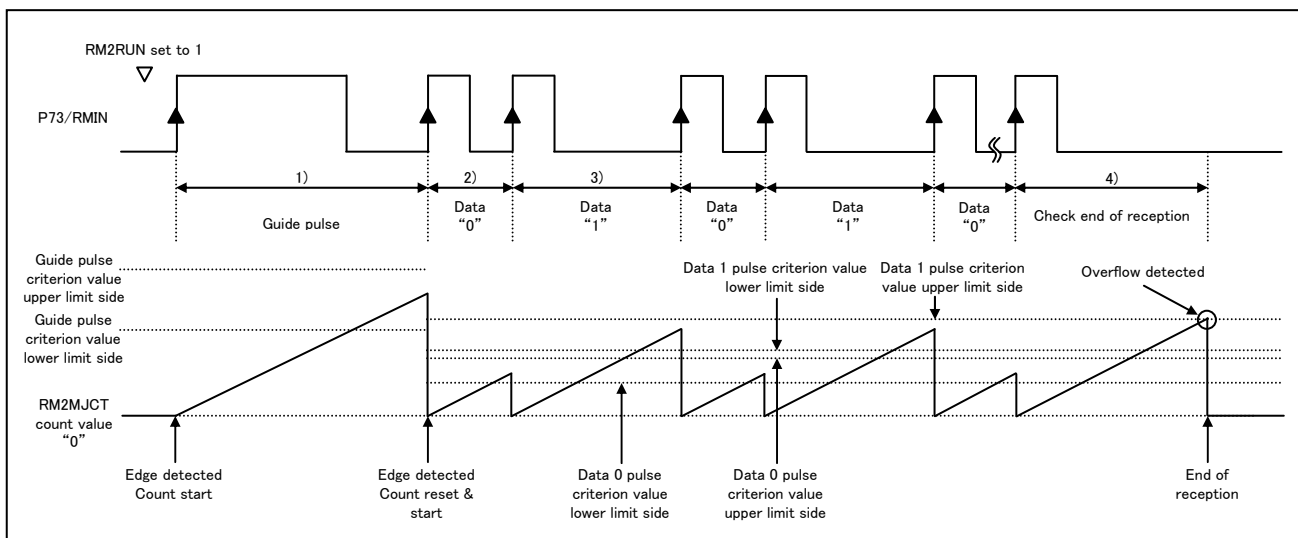 RM2RUN set to 1
P73/RMIN
1)
2)
3)
4)
Guide pulse
Data
“0”
Data
“1”
Data
“0”
Data
“1”
Data
“0”
Check end of reception
Guide pulse
criterion value
upper limit side
Guide pulse
criterion value
lower limit side
RM2MJCT
count value
“0”
Data 1 pulse criterion value
lower limit side
Data 1 pulse criterion
value upper limit side
Overflow detected
Edge detected
Count start
Edge detected
Count reset &
start
Data 0 pulse
criterion value
lower limit side
Data 0 pulse
criterion value
upper limit side
End of
reception